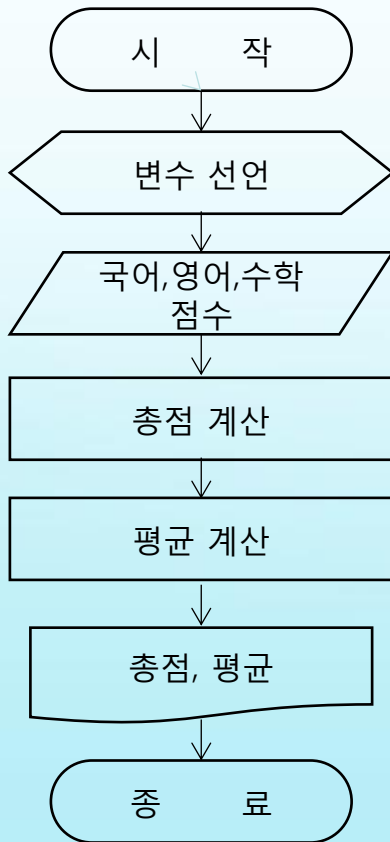 시 작
변수 선언
국어,영어,수학
점수
총점 계산
평균 계산
총점, 평균
종 료